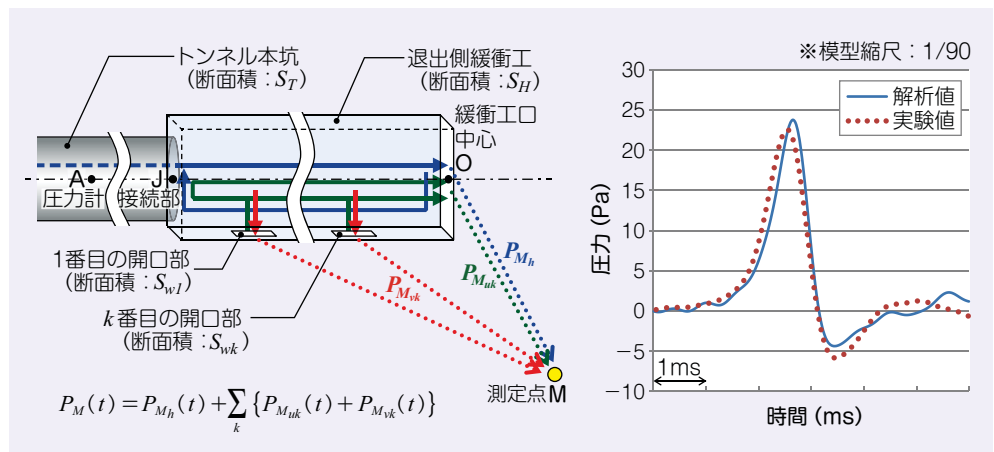 トンネル本坑
（断面積：S_T）
退出側緩衝工
（断面積：S_H）
緩衝工口
中心
O
A
J
圧力計
接続部
1番目の開口部
（断面積：S_w1）
k番目の開口部
（断面積：S_wk）
P_Mh
P_Muk
P_Mvk
測定点M
P_M(t)＝P_Mh(t)＋∑_k{P_Muk(t)＋P_Mvk(t)}
※模型縮尺：1/90
解析値
実験値
圧力 (Pa)
30
25
20
15
10
5
0
−5
−10
1ms
時間 (ms)